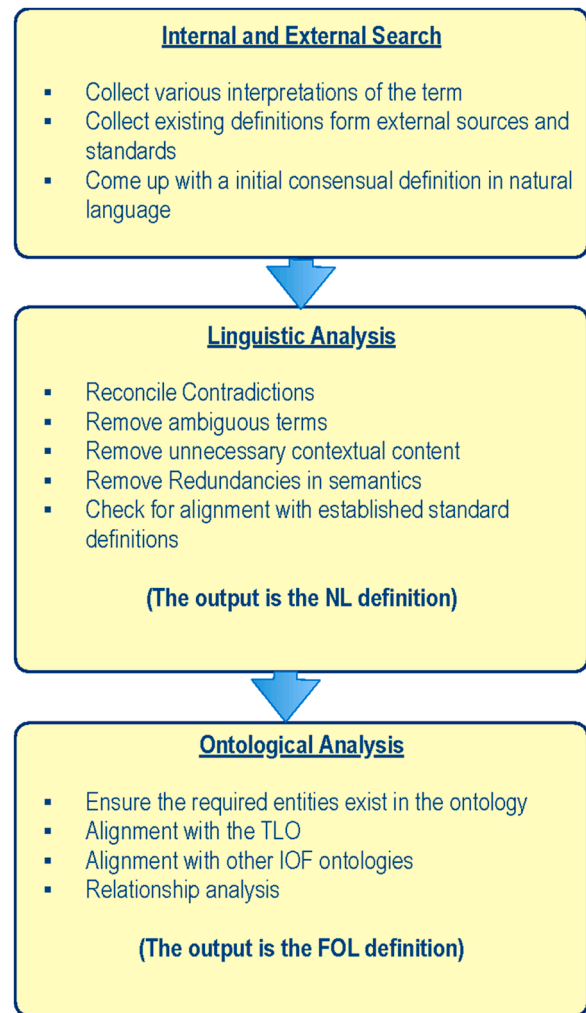 Internal and External Search
▪ Collect various interpretations of the term
▪ Collect existing definitions form external sources and
standards
▪ Come up with a initial consensual definition in natural
language
Linguistic Analysis
▪ Reconcile Contradictions
▪ Remove ambiguous terms
▪ Remove unnecessary contextual content
▪ Remove Redundancies in semantics
▪ Check for alignment with established standard
definitions
(The output is the NL definition)
Ontological Analysis
▪ Ensure the required entities exist in the ontology
▪ Alignment with the TLO
▪ Alignment with other IOF ontologies
▪ Relationship analysis
(The output is the FOL definition)